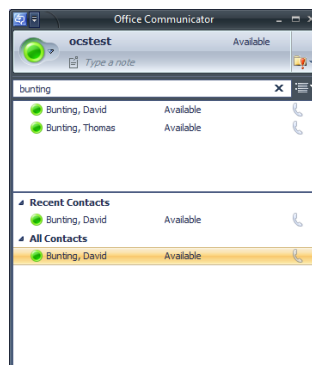 Office Communicator
ocstest Available
Type a note
bunting
Bunting, David Available
Bunting, Thomas Available
Recent Contacts
Bunting, David Available
All Contacts
Bunting, David Available